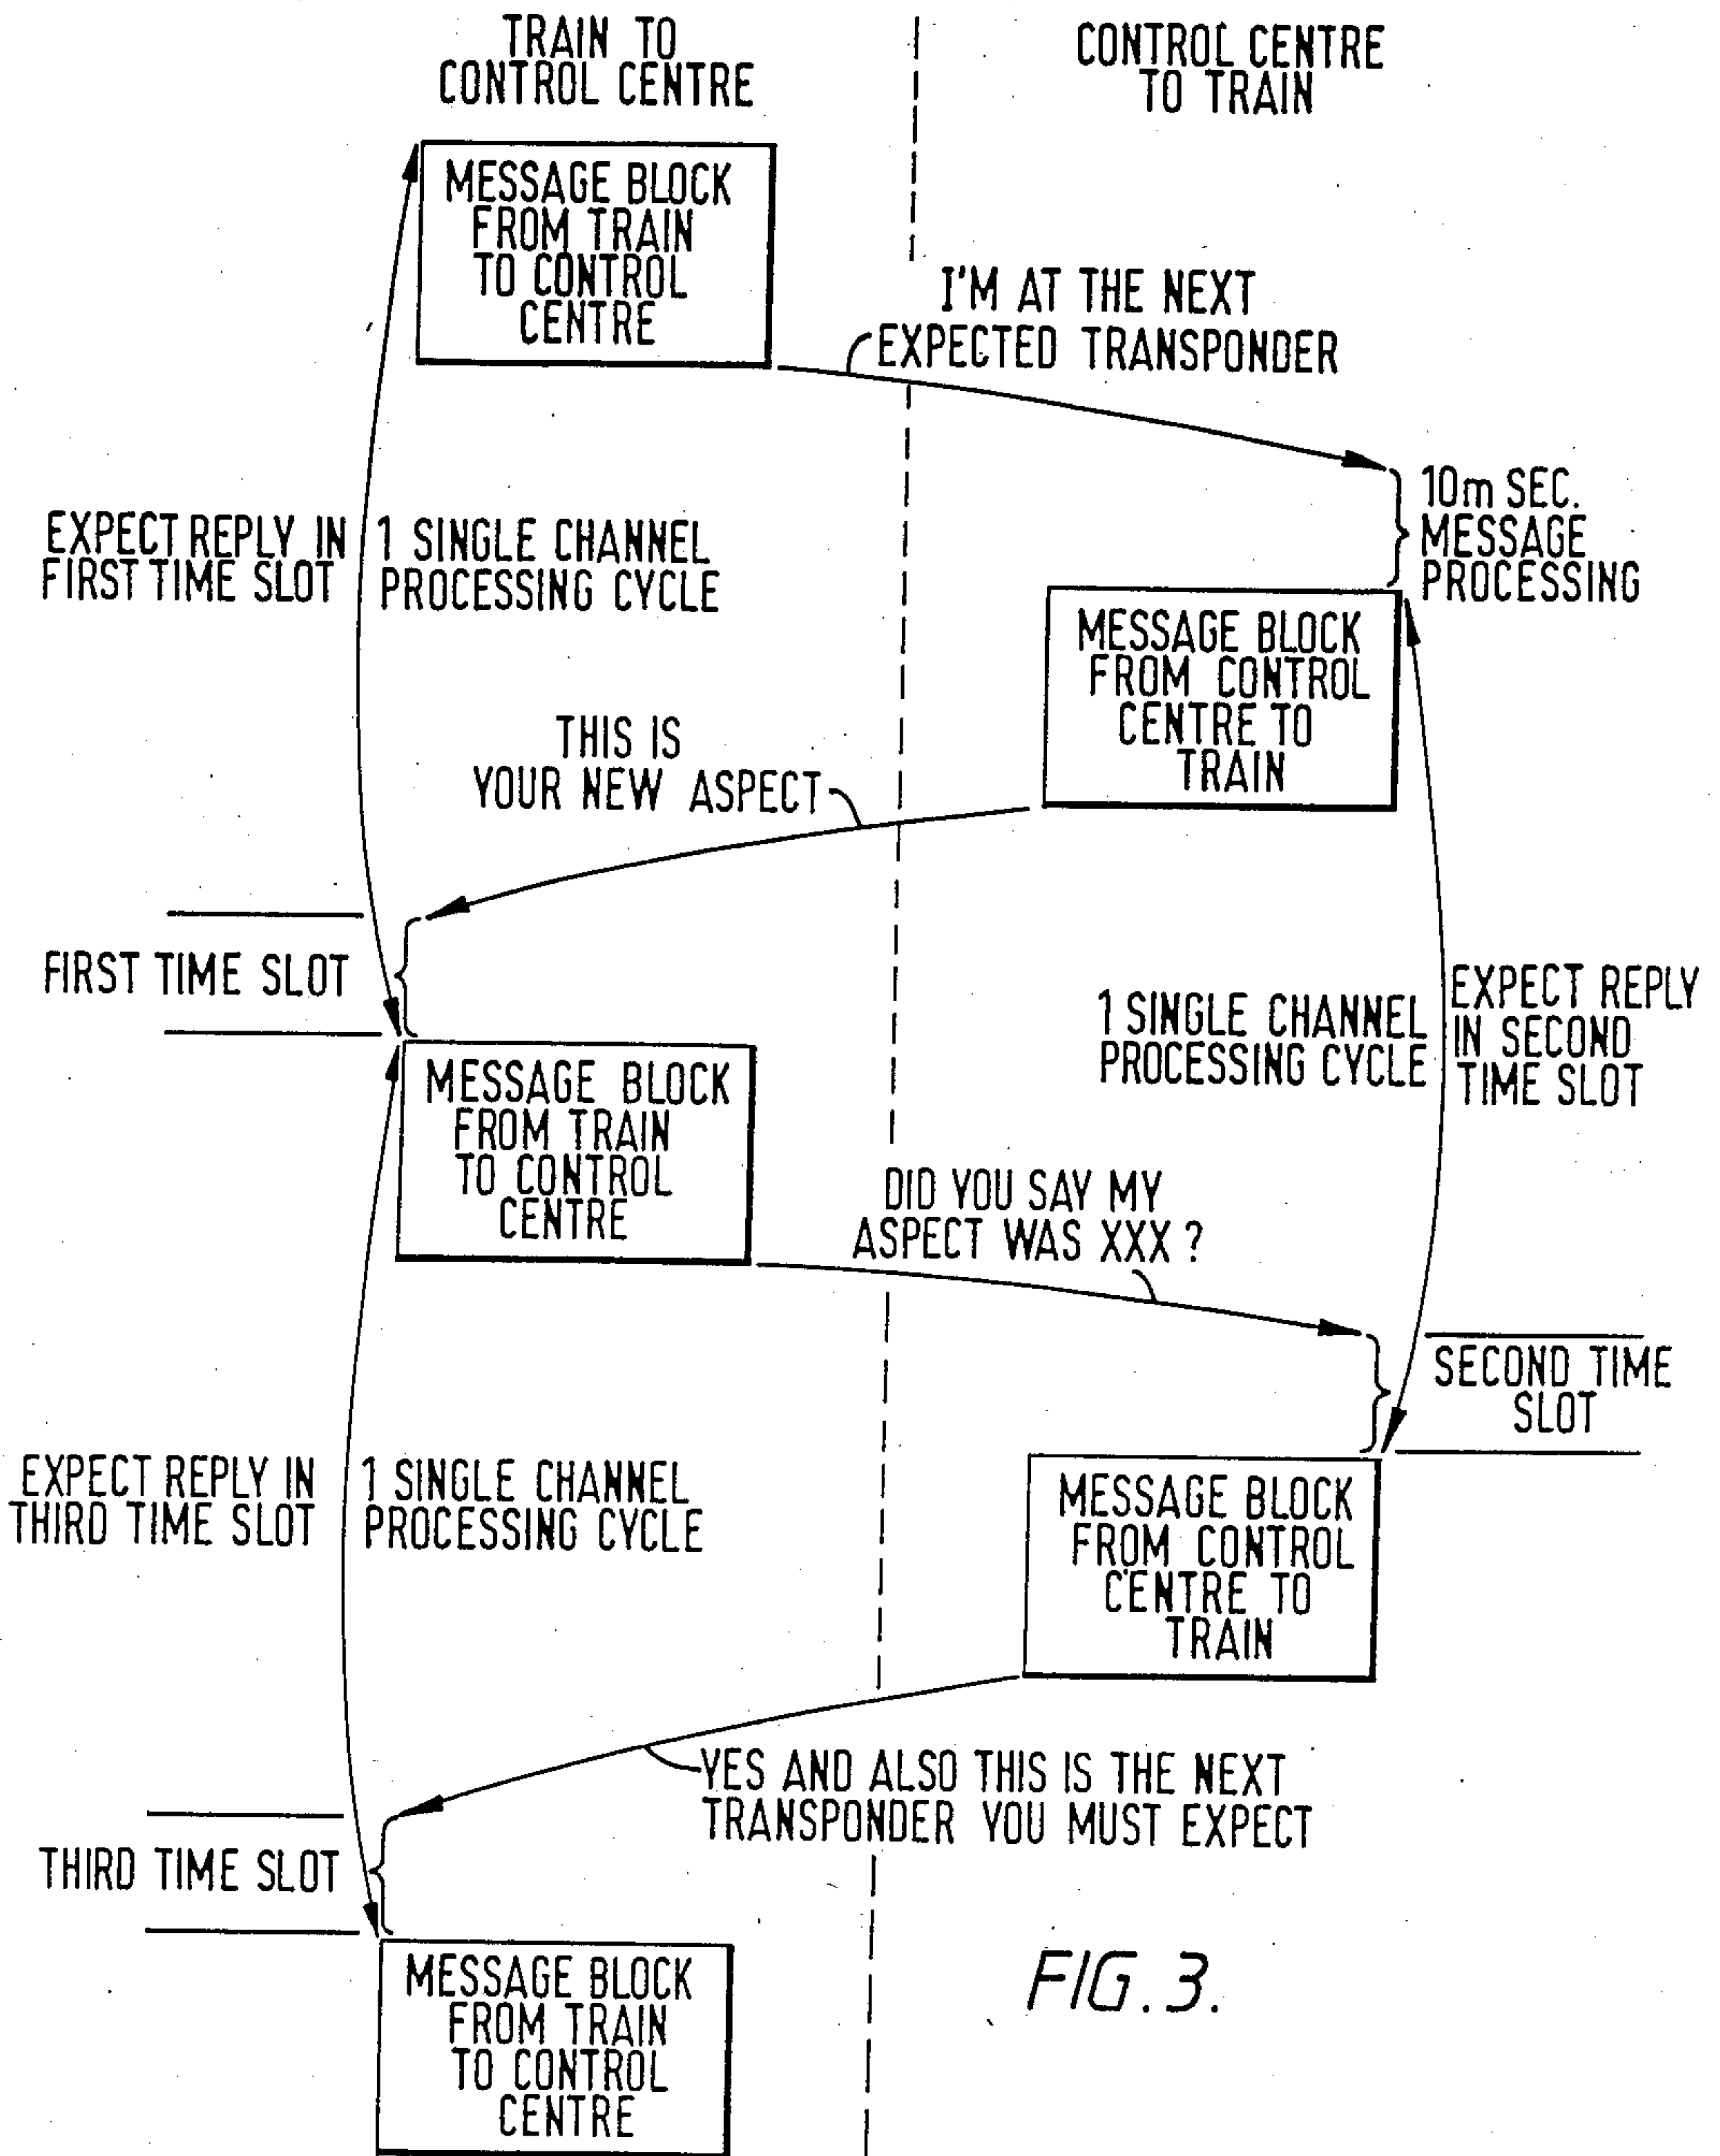 TRAIN TO
CONTROL CENTRE
CONTROL CENTRE
TO TRAIN
MESSAGE BLOCK
FROM TRAIN
TO CONTROL
CENTRE
I'M AT THE NEXT
EXPECTED TRANSPONDER
EXPECT REPLY IN
FIRST TIME SLOT
1 SINGLE CHANNEL
PROCESSING CYCLE
10m SEC.
MESSAGE
PROCESSING
MESSAGE BLOCK
FROM CONTROL
CENTRE TO
TRAIN
THIS IS
YOUR NEW ASPECT
FIRST TIME SLOT
1 SINGLE CHANNEL
PROCESSING CYCLE
EXPECT REPLY
IN SECOND
TIME SLOT
MESSAGE BLOCK
FROM TRAIN
TO CONTROL
CENTRE
DID YOU SAY MY
ASPECT WAS XXX ?
SECOND TIME
SLOT
EXPECT REPLY IN
THIRD TIME SLOT
1 SINGLE CHANNEL
PROCESSING CYCLE
MESSAGE BLOCK
FROM CONTROL
CENTRE TO
TRAIN
YES AND ALSO THIS IS THE NEXT
TRANSPONDER YOU MUST EXPECT
THIRD TIME SLOT
MESSAGE BLOCK
FROM TRAIN
TO CONTROL
CENTRE
FIG. 3.